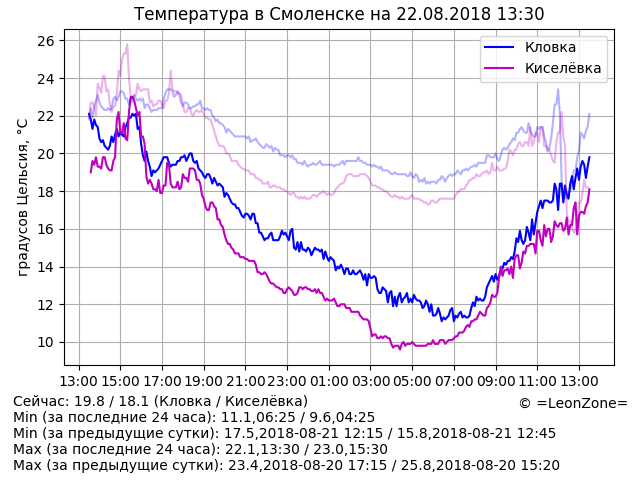 Температура в Смоленске на 22.08.2018 13:30
26
24
22
20
18
16
14
12
10
градусов Цельсия, °C
Кловка
Киселёвка
13:00 15:00 17:00 19:00 21:00 23:00 01:00 03:00 05:00 07:00 09:00 11:00 13:00
Сейчас: 19.8 / 18.1 (Кловка / Киселёвка)
© =LeonZone=
Min (за последние 24 часа): 11.1,06:25 / 9.6,04:25
Min (за предыдущие сутки): 17.5,2018-08-21 12:15 / 15.8,2018-08-21 12:45
Max (за последние 24 часа): 22.1,13:30 / 23.0,15:30
Max (за предыдущие сутки): 23.4,2018-08-20 17:15 / 25.8,2018-08-20 15:20